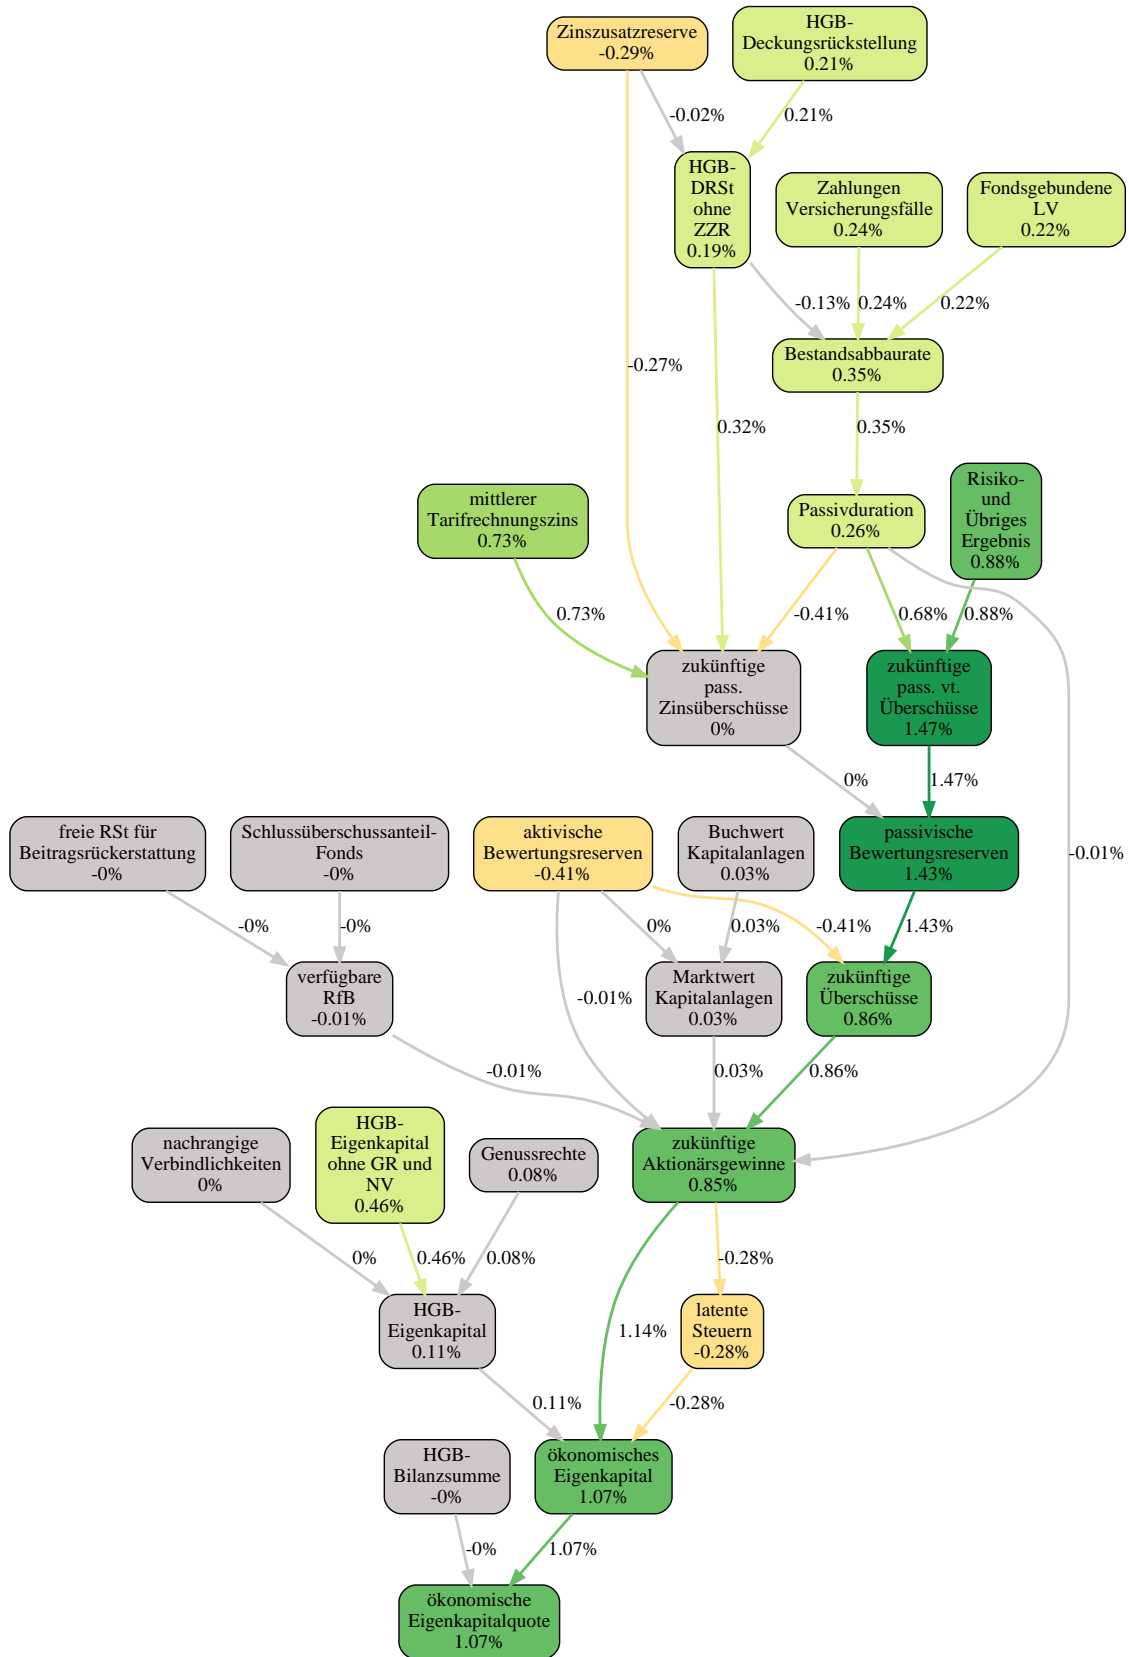 Zinszusatzreserve
-0.29%
HGB-
Deckungsrückstellung
0.21%
-0.02%
0.21%
HGB-
DRSt
ohne
ZZR
0.19%
Zahlungen
Versicherungsfälle
0.24%
Fondsgebundene
LV
0.22%
-0.13%
0.24%
0.22%
Bestandsabbaurate
0.35%
-0.27%
0.32%
0.35%
mittlerer
Tarifrechnungszins
0.73%
Passivduration
0.26%
Risiko-
und
Übriges
Ergebnis
0.88%
0.73%
-0.41%
0.68%
0.88%
zukünftige
pass.
Zinsüberschüsse
0%
zukünftige
pass. vt.
Überschüsse
1.47%
0%
1.47%
freie RSt für
Beitragsrückerstattung
-0%
Schlussüberschussanteil-
Fonds
-0%
aktivische
Bewertungsreserven
-0.41%
Buchwert
Kapitalanlagen
0.03%
passivische
Bewertungsreserven
1.43%
-0.01%
-0%
-0%
0%
0.03%
-0.41%
1.43%
verfügbare
RfB
-0.01%
-0.01%
Marktwert
Kapitalanlagen
0.03%
zukünftige
Überschüsse
0.86%
-0.01%
0.03%
0.86%
nachrangige
Verbindlichkeiten
0%
HGB-
Eigenkapital
ohne GR und
NV
0.46%
Genussrechte
0.08%
zukünftige
Aktionärsgewinne
0.85%
0%
0.46%
0.08%
-0.28%
HGB-
Eigenkapital
0.11%
1.14%
latente
Steuern
-0.28%
0.11%
-0.28%
HGB-
Bilanzsumme
-0%
ökonomisches
Eigenkapital
1.07%
-0%
1.07%
ökonomische
Eigenkapitalquote
1.07%